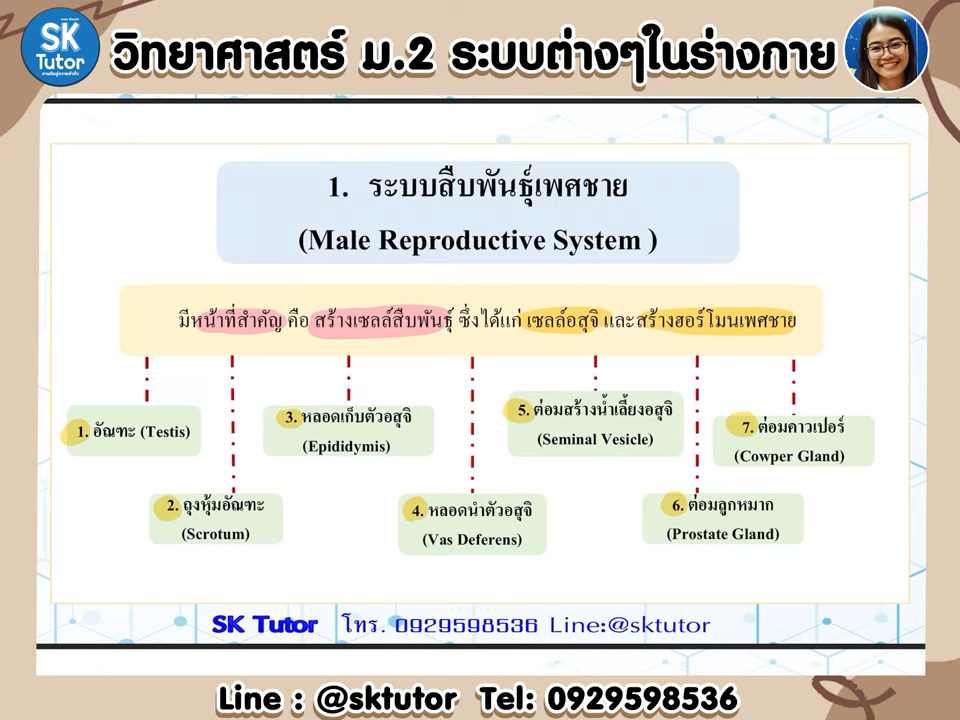 SK
Tutor
วิทยาศาสตร์ ม.2 ระบบต่างๆในร่างกาย
1. ระบบสืบพันธุ์เพศชาย
(Male Reproductive System )
มีหน้าที่สำคัญ คือ สร้างเซลล์สืบพันธุ์ ซึ่งได้แก่ เซลล์อสุจิ และสร้างฮอร์โมนเพศชาย
1. อัณฑะ (Testis)
2. ถุงหุ้มอัณฑะ
(Scrotum)
3. หลอดเก็บตัวอสุจิ
(Epididymis)
4. หลอดนำตัวอสุจิ
(Vas Deferens)
5. ต่อมสร้างน้ำเลี้ยงอสุจิ
(Seminal Vesicle)
6. ต่อมลูกหมาก
(Prostate Gland)
7. ต่อมคาวเปอร์
(Cowper Gland)
SK Tutor โทร. 0929598536 Line:@sktutor
Line : @sktutor Tel: 0929598536